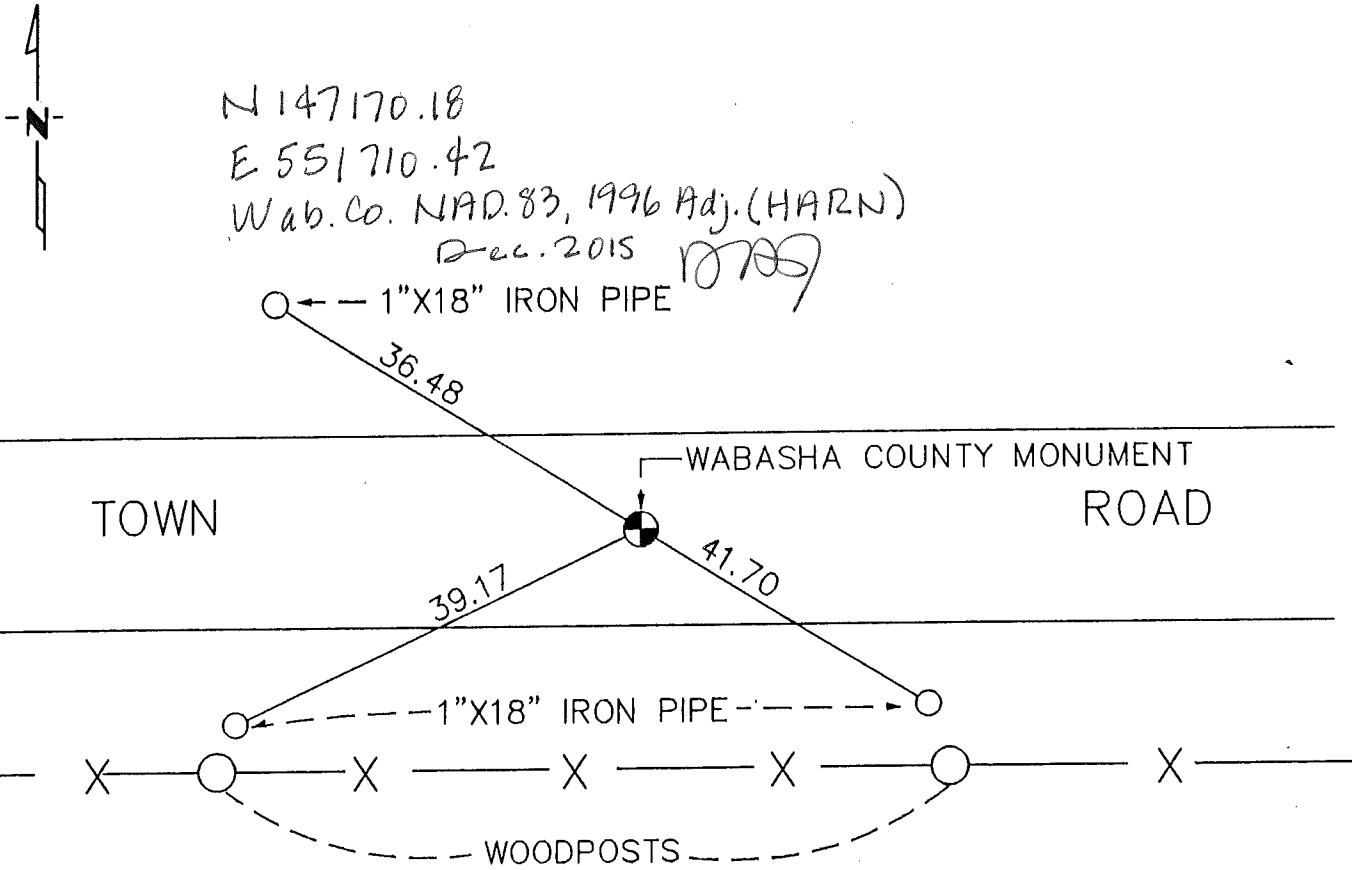 N
N 147170.18
E 551710.42
Wab. Co. NAD. 83, 1996 Adj. (HARN)
Dec. 2015
1"X18" IRON PIPE
36.48
WABASHA COUNTY MONUMENT
TOWN
ROAD
41.70
39.17
1"X18" IRON PIPE
X X X X X
WOODPOSTS